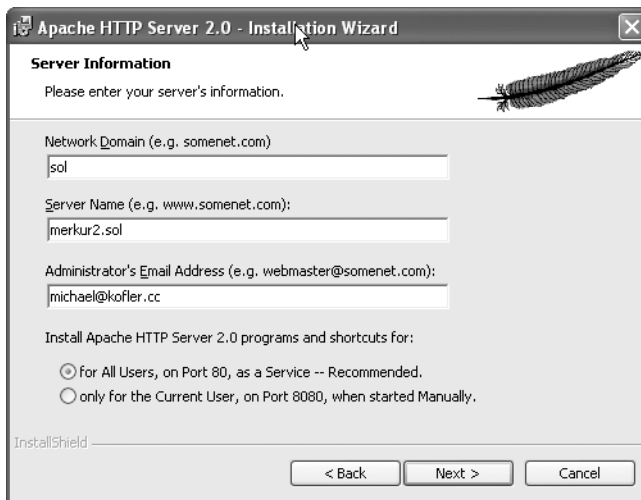 Apache HTTP Server 2.0 - Installation Wizard
Server Information
Please enter your server's information.
Network Domain (e.g. somenet.com)
sol
Server Name (e.g. www.somenet.com):
merkur2.sol
Administrator's Email Address (e.g. webmaster@somenet.com):
michael@kofler.cc
Install Apache HTTP Server 2.0 programs and shortcuts for:
for All Users, on Port 80, as a Service -- Recommended.
only for the Current User, on Port 8080, when started Manually.
InstallShield
< Back Next > Cancel